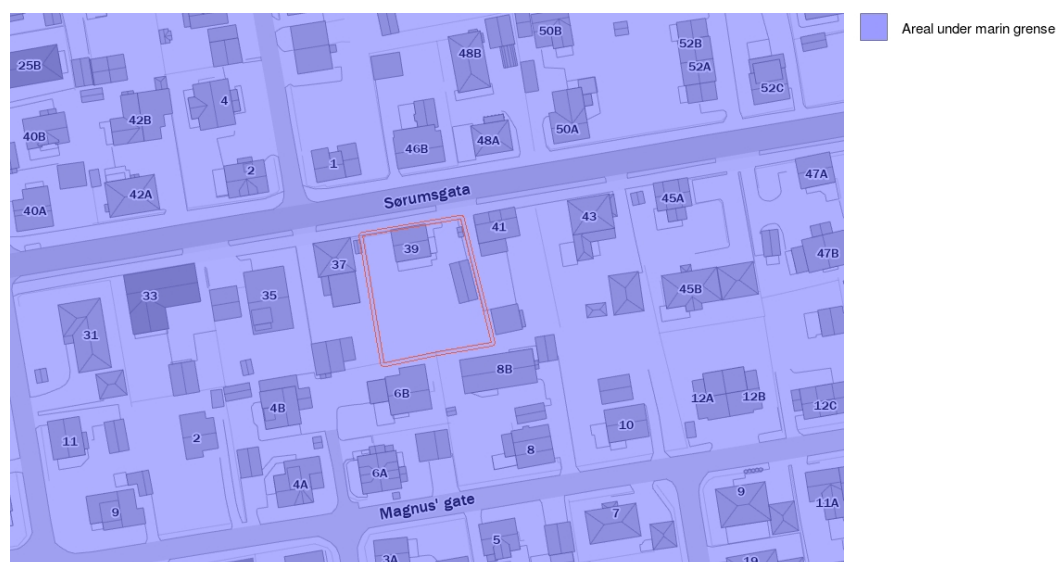 Areal under marin grense
50B
48B
52B
52A
25B
52C
4
42B
50A
40B
48A
46B
1
2
47A
42A
Sørumsgata
45A
40A
43
41
39
47B
37
45B
33
35
31
8B
6B
12A
12B
12C
4B
10
11
2
8
6A
4A
9
11A
Magnus' gate
9
7
5
3A
19